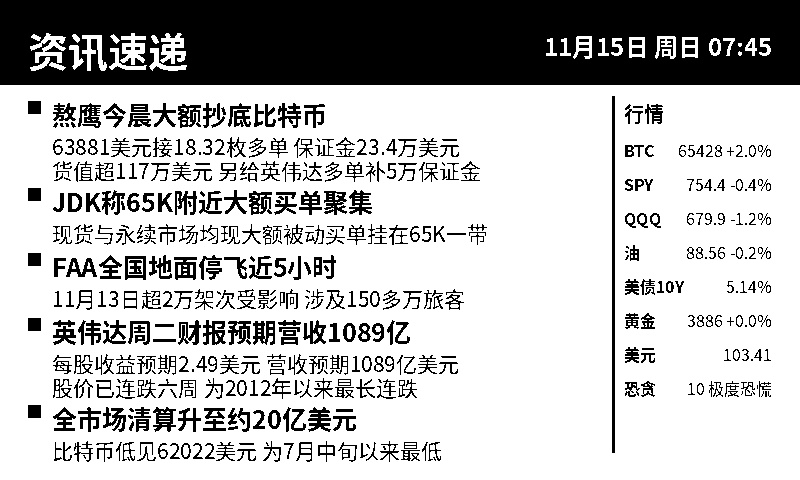 资讯速递
11月15日 周日 07:45
熬鹰今晨大额抄底比特币
63881美元接18.32枚多单 保证金23.4万美元
货值超117万美元 另给英伟达多单补5万保证金
JDK称65K附近大额买单聚集
现货与永续市场均现大额被动买单挂在65K一带
FAA全国地面停飞近5小时
11月13日超2万架次受影响 涉及150多万旅客
英伟达周二财报预期营收1089亿
每股收益预期2.49美元 营收预期1089亿美元
股价已连跌六周 为2012年以来最长连跌
全市场清算升至约20亿美元
比特币低见62022美元 为7月中旬以来最低
行情
BTC 65428 +2.0%
SPY 754.4 -0.4%
QQQ 679.9 -1.2%
油 88.56 -0.2%
美债10Y 5.14%
黄金 3886 +0.0%
美元 103.41
恐贪 10 极度恐慌